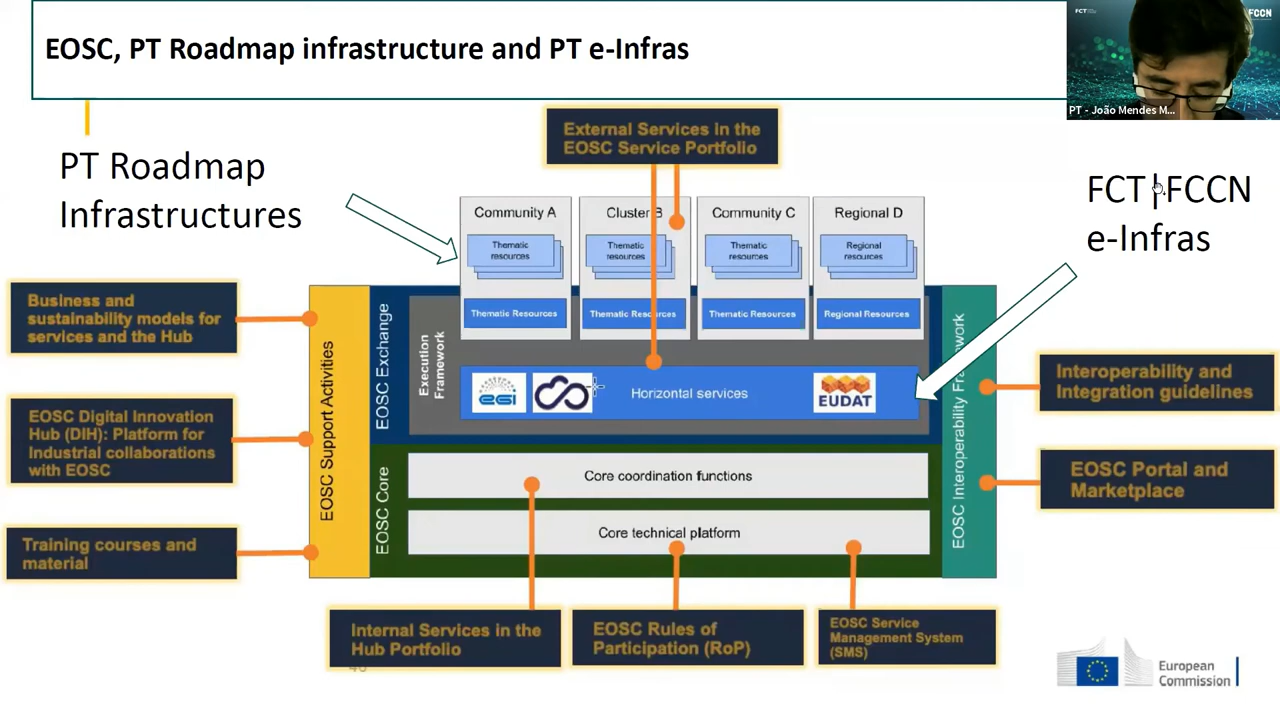 EOSC, PT Roadmap infrastructure and PT e-Infras
FCT
FCCN
PT - João Mendes M...
PT Roadmap
Infrastructures
External Services in the
EOSC Service Portfolio
FCT|FCCN
e-Infras
Community A
Thematic
resources
Thematic Resources
Cluster B
Thematic
resources
Thematic Resources
Community C
Thematic
resources
Thematic Resources
Regional D
Regional
resources
Regional Resources
Business and
sustainability models for
services and the Hub
EOSC Digital Innovation
Hub (DIH): Platform for
Industrial collaborations
with EOSC
Training courses and
material
EOSC Support Activities
EOSC Exchange
Execution
Framework
egi
Horizontal services
EUDAT
EOSC Core
Core coordination functions
Core technical platform
EOSC Interoperability Framework
Interoperability and
Integration guidelines
EOSC Portal and
Marketplace
Internal Services in the
Hub Portfolio
EOSC Rules of
Participation (RoP)
EOSC Service
Management System
(SMS)
European
Commission